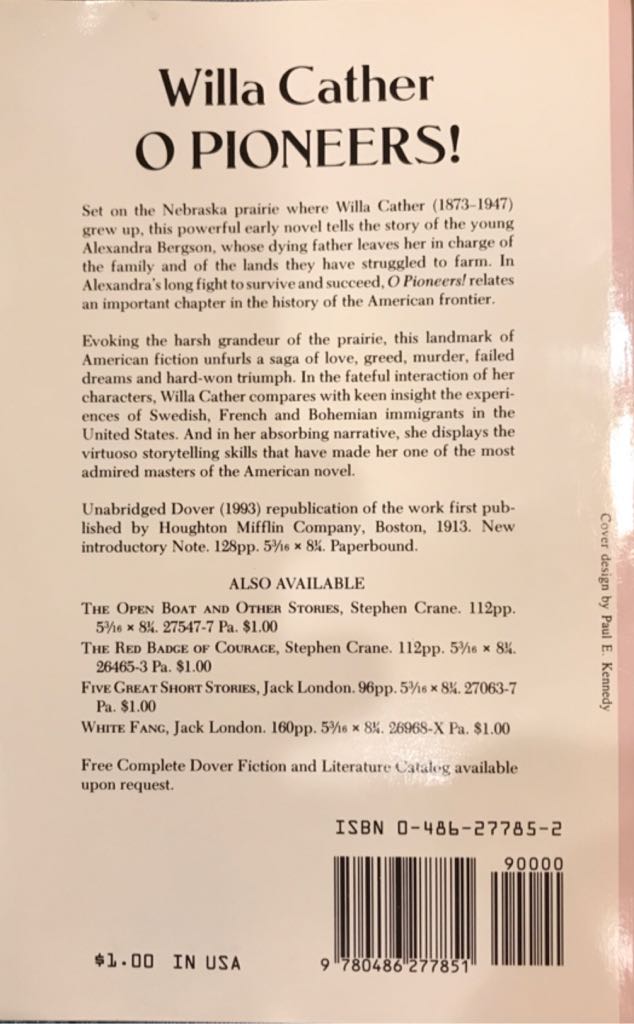 Willa Cather
O PIONEERS!
Set on the Nebraska prairie where Willa Cather (1873–1947)
grew up, this powerful early novel tells the story of the young
Alexandra Bergson, whose dying father leaves her in charge of
the family and of the lands they have struggled to farm. In
Alexandra's long fight to survive and succeed, O Pioneers! relates
an important chapter in the history of the American frontier.
Evoking the harsh grandeur of the prairie, this landmark of
American fiction unfurls a saga of love, greed, murder, failed
dreams and hard-won triumph. In the fateful interaction of her
characters, Willa Cather compares with keen insight the experi-
ences of Swedish, French and Bohemian immigrants in the
United States. And in her absorbing narrative, she displays the
virtuoso storytelling skills that have made her one of the most
admired masters of the American novel.
Unabridged Dover (1993) republication of the work first pub-
lished by Houghton Mifflin Company, Boston, 1913. New
introductory Note. 128pp. 5³⁄₁₆ × 8¼. Paperbound.
ALSO AVAILABLE
THE OPEN BOAT AND OTHER STORIES, Stephen Crane. 112pp.
5³⁄₁₆ × 8¼. 27547-7 Pa. $1.00
THE RED BADGE OF COURAGE, Stephen Crane. 112pp. 5³⁄₁₆ × 8¼.
26465-3 Pa. $1.00
FIVE GREAT SHORT STORIES, Jack London. 96pp. 5³⁄₁₆ × 8¼. 27063-7
Pa. $1.00
WHITE FANG, Jack London. 160pp. 5³⁄₁₆ × 8¼. 26968-X Pa. $1.00
Free Complete Dover Fiction and Literature Catalog available
upon request.
Cover design by Paul E. Kennedy
ISBN 0-486-27785-2
90000
9 780486 277851
$1.00 IN USA